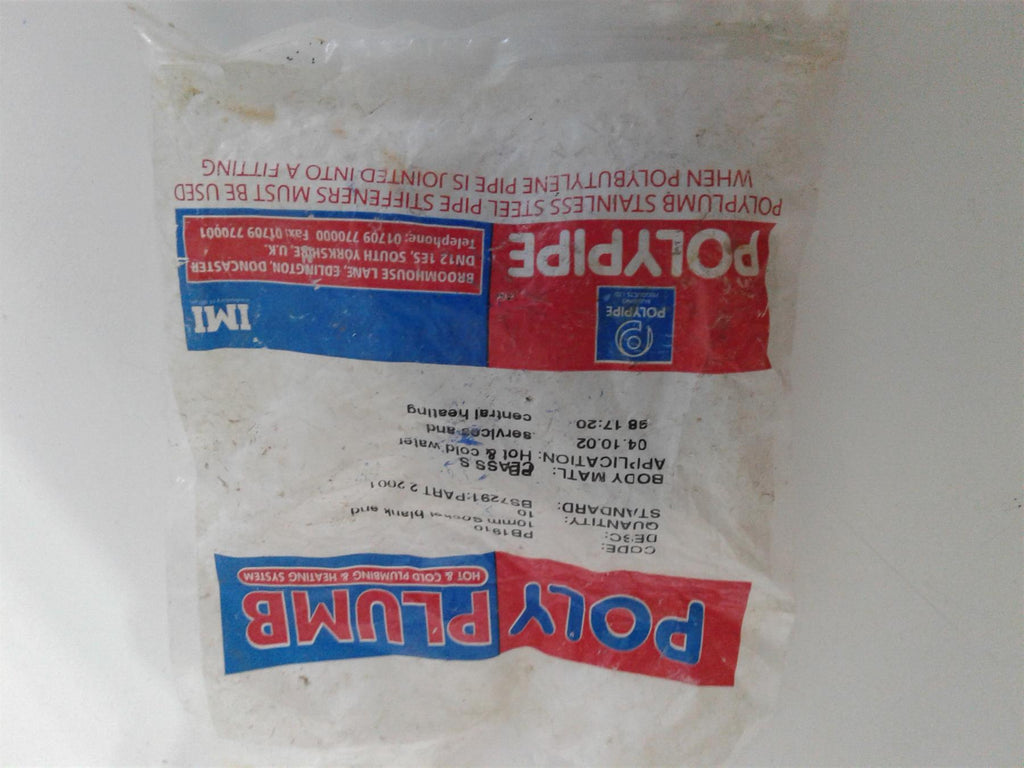 POLY PLUMB
HOT & COLD PLUMBING & HEATING SYSTEM
CODE: PB1910
DESC: 10mm Socket blank end
QUANTITY: 10
STANDARD: BS7291:PART 2 2001
CLASS S
BODY MATL:
APPLICATION: Hot & cold water
04.10.02 services and
98 17:20 central heating
POLYPIPE
BUILDING
PRODUCTS LTD
POLYPIPE
IMI
BROOMHOUSE LANE, EDLINGTON, DONCASTER
DN12 1ES, SOUTH YORKSHIRE, U.K.
Telephone: 01709 770000 Fax: 01709 770001
POLYPLUMB STAINLESS STEEL PIPE STIFFENERS MUST BE USED
WHEN POLYBUTYLENE PIPE IS JOINTED INTO A FITTING